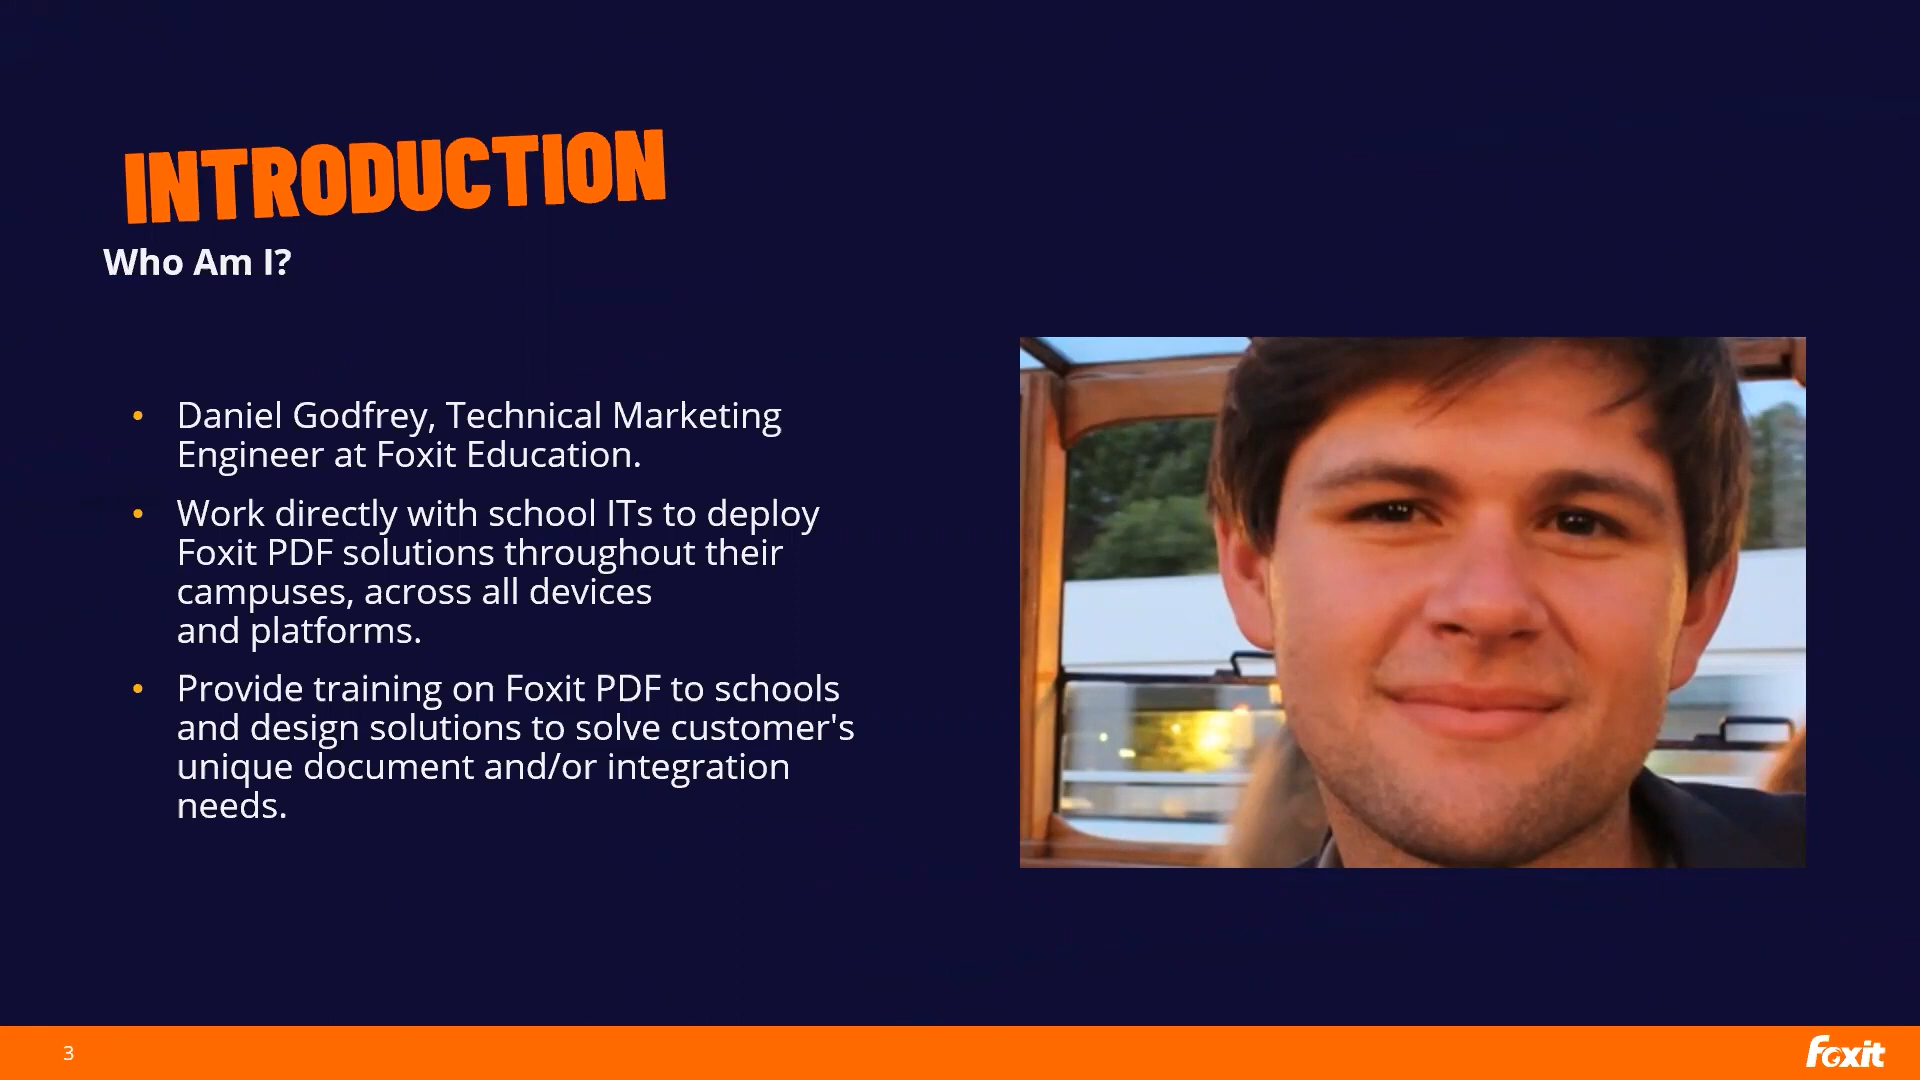 INTRODUCTION
Who Am I?
• Daniel Godfrey, Technical Marketing
Engineer at Foxit Education.
• Work directly with school ITs to deploy
Foxit PDF solutions throughout their
campuses, across all devices
and platforms.
• Provide training on Foxit PDF to schools
and design solutions to solve customer's
unique document and/or integration
needs.
3
Foxit